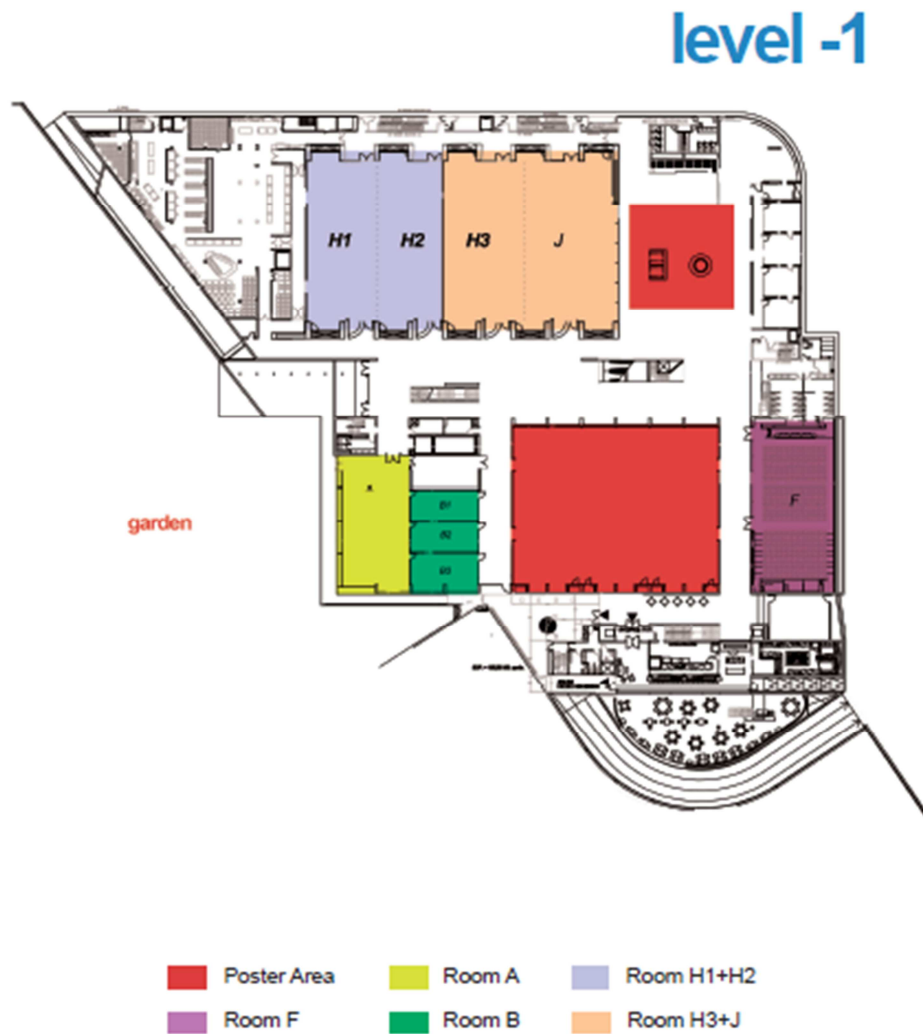 level -1
H1 H2 H3 J
A
B1
B2
B3
F
garden
Poster Area Room A Room H1+H2
Room F Room B Room H3+J